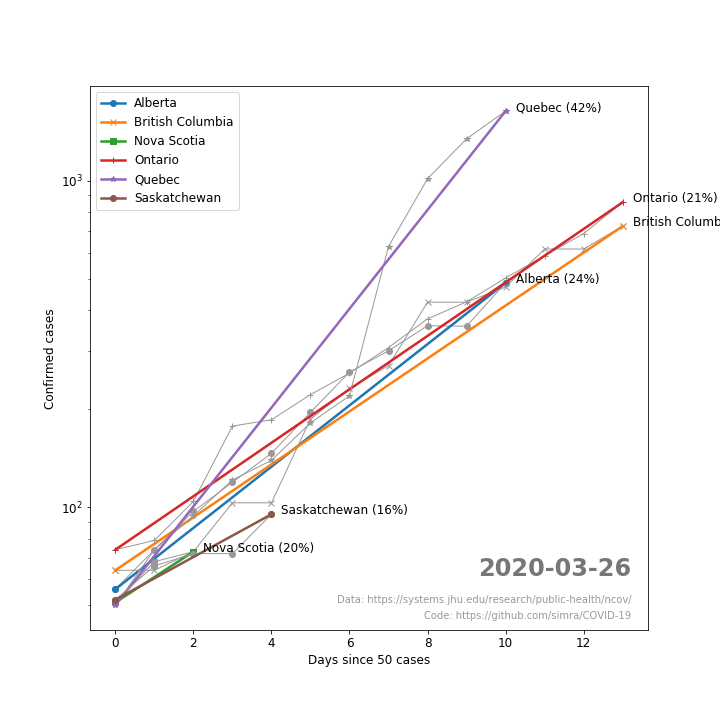 Alberta
British Columbia
Nova Scotia
Ontario
Quebec
Saskatchewan
Quebec (42%)
Ontario (21%)
British Columb
Alberta (24%)
Saskatchewan (16%)
Nova Scotia (20%)
10³
10²
Confirmed cases
2020-03-26
Data: https://systems.jhu.edu/research/public-health/ncov/
Code: https://github.com/simra/COVID-19
0 2 4 6 8 10 12
Days since 50 cases